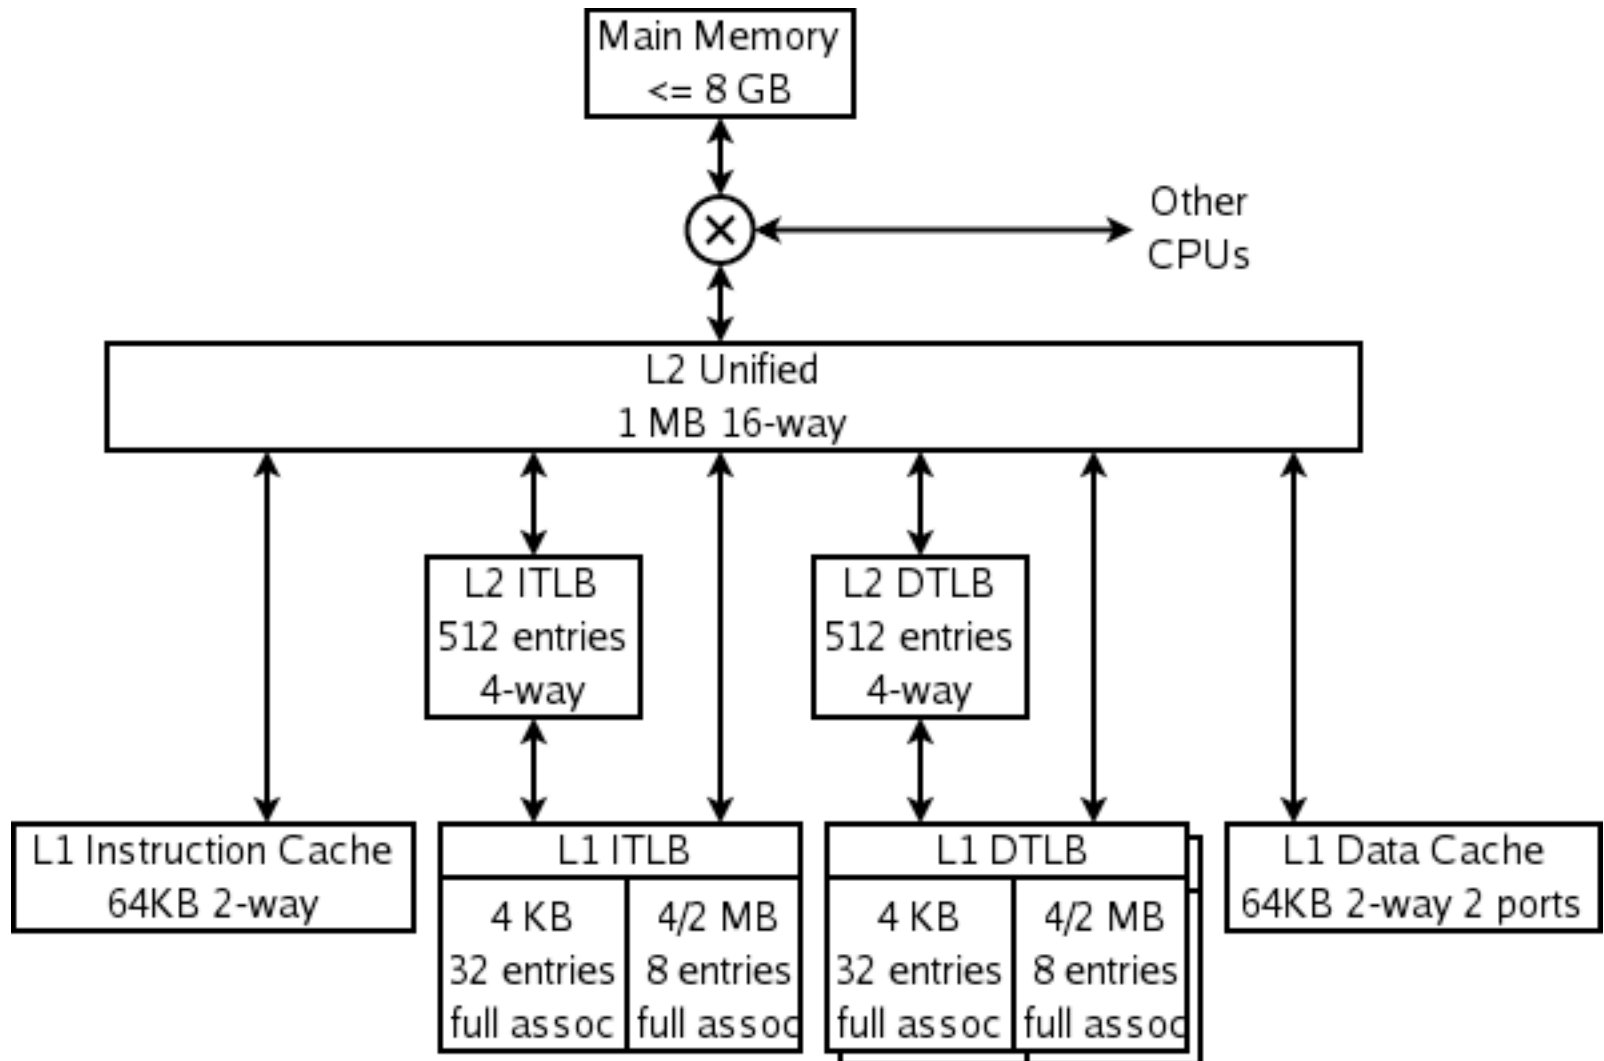 Main Memory
<= 8 GB
Other
CPUs
L2 Unified
1 MB 16-way
L2 ITLB
512 entries
4-way
L2 DTLB
512 entries
4-way
L1 Instruction Cache
64KB 2-way
L1 ITLB
4 KB
32 entries
full assoc
4/2 MB
8 entries
full assoc
L1 DTLB
4 KB
32 entries
full assoc
4/2 MB
8 entries
full assoc
L1 Data Cache
64KB 2-way 2 ports